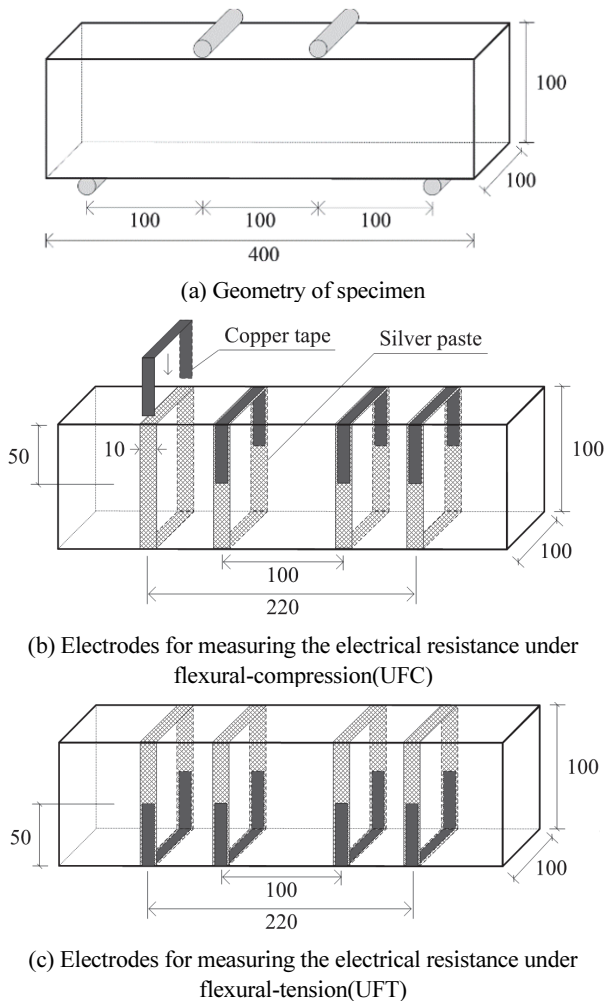 100
100
100
100
100
400
(a) Geometry of specimen
Copper tape
Silver paste
50
10
100
100
100
220
(b) Electrodes for measuring the electrical resistance under
flexural-compression(UFC)
100
50
100
100
220
(c) Electrodes for measuring the electrical resistance under
flexural-tension(UFT)